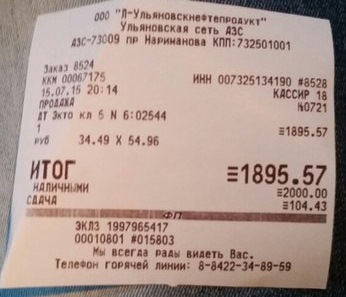 ООО "Л-Ульяновскнефтепродукт"
Ульяновская сеть АЗС
АЗС-73009 пр Нариманова КПП:732501001
Заказ 8524
ККМ 00067175 ИНН 007325134190 #8528
15.07.15 20:14 КАССИР 18
ПРОДАЖА №0721
ДТ Экто кл 5 N 6:02544
1 ≡1895.57
руб 34.49 X 54.96
ИТОГ ≡1895.57
НАЛИЧНЫМИ ≡2000.00
СДАЧА ≡104.43
ФП
ЭКЛЗ 1997965417
00010801 #015803
Мы всегда рады видеть Вас.
Телефон горячей линии: 8-8422-34-89-59